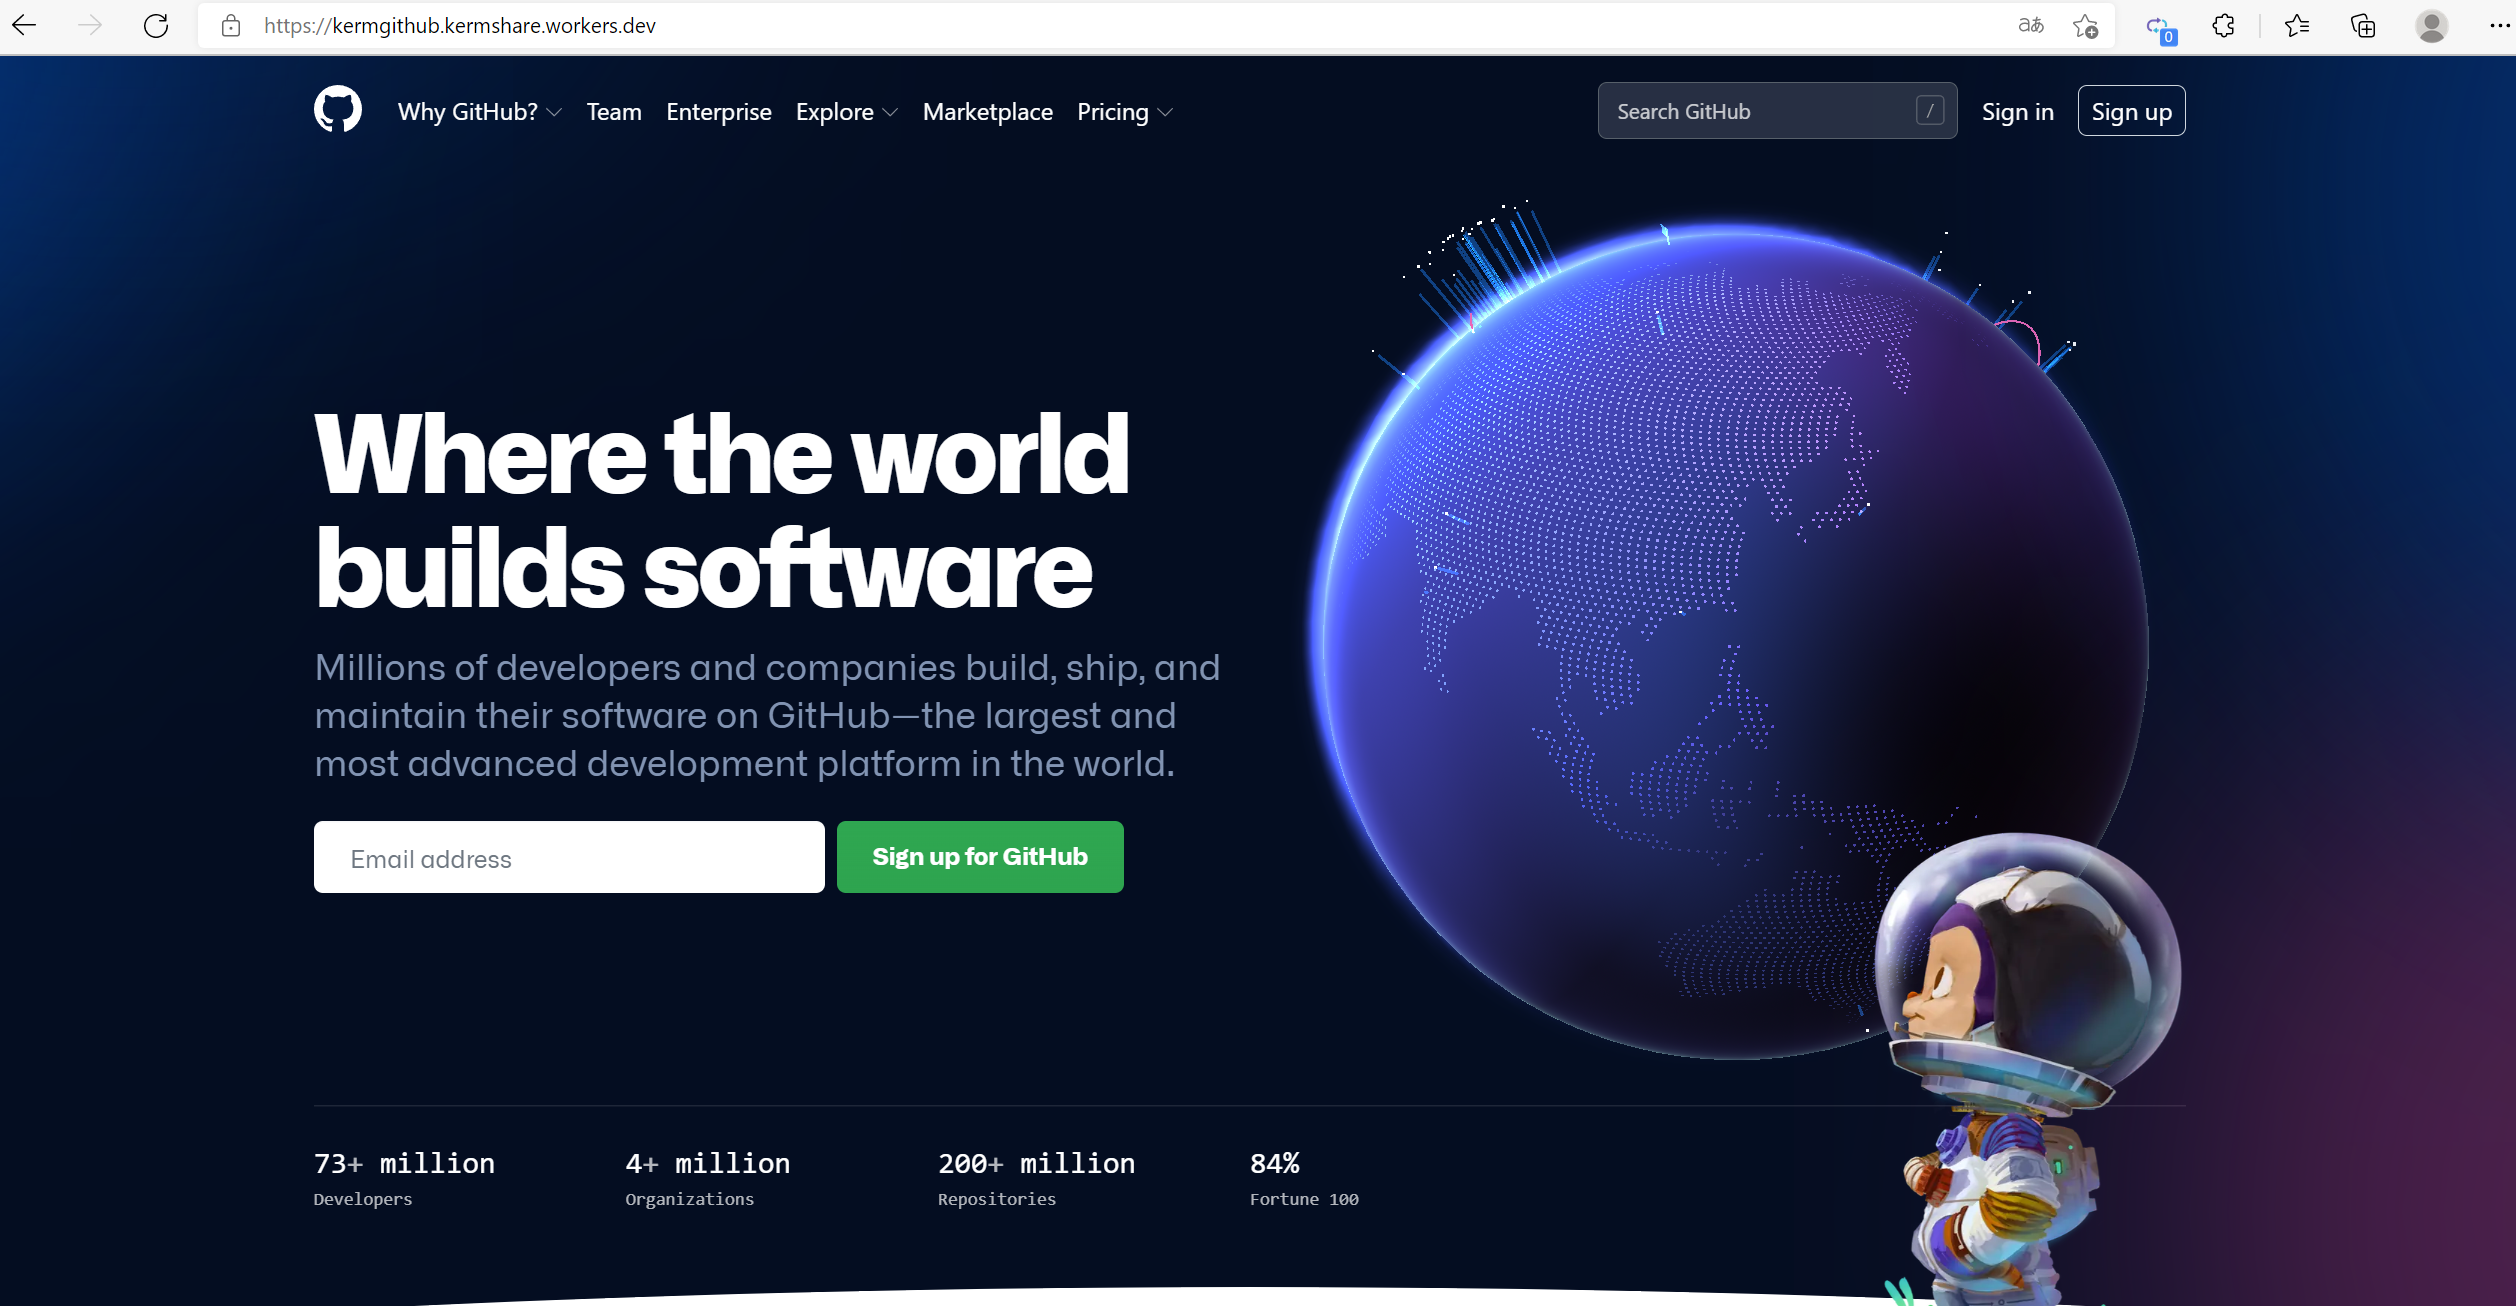 https://kermgithub.kermshare.workers.dev
aあ
0
Why GitHub? Team Enterprise Explore Marketplace Pricing
Search GitHub /
Sign in
Sign up
Where the world
builds software
Millions of developers and companies build, ship, and
maintain their software on GitHub—the largest and
most advanced development platform in the world.
Email address
Sign up for GitHub
73+ million
Developers
4+ million
Organizations
200+ million
Repositories
84%
Fortune 100